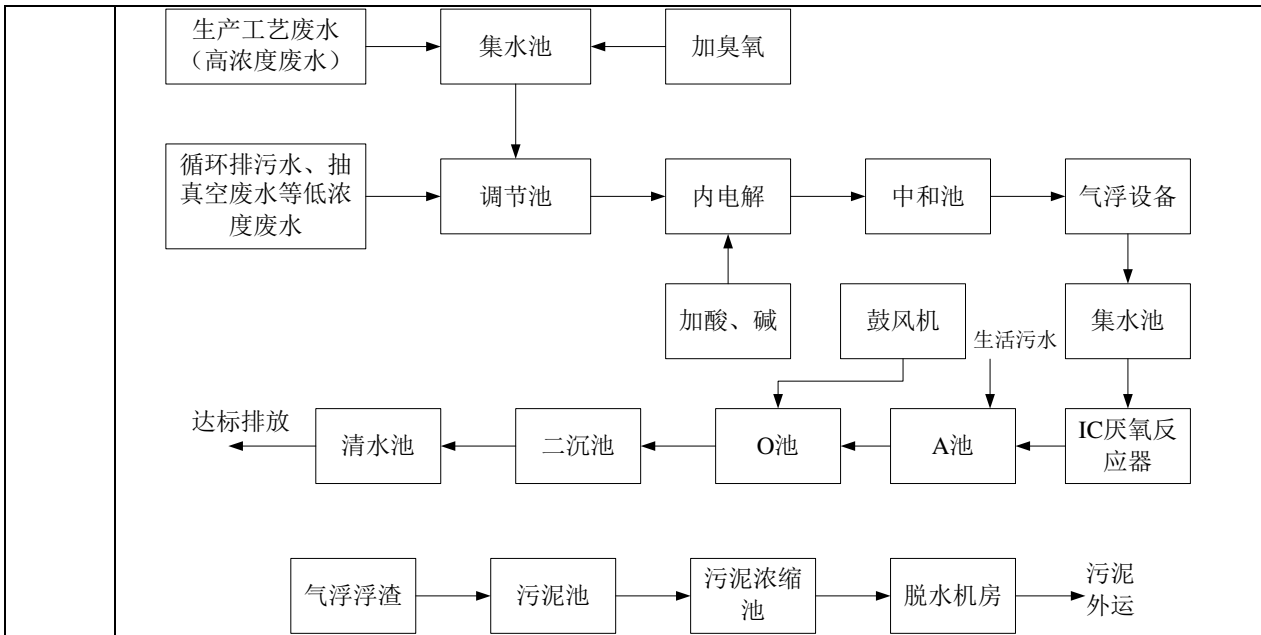 生产工艺废水
（高浓度废水）
集水池
加臭氧
循环排污水、抽
真空废水等低浓
度废水
调节池
内电解
中和池
气浮设备
加酸、碱
鼓风机
生活污水
集水池
达标排放
清水池
二沉池
O池
A池
IC厌氧反
应器
气浮浮渣
污泥池
污泥浓缩
池
脱水机房
污泥
外运